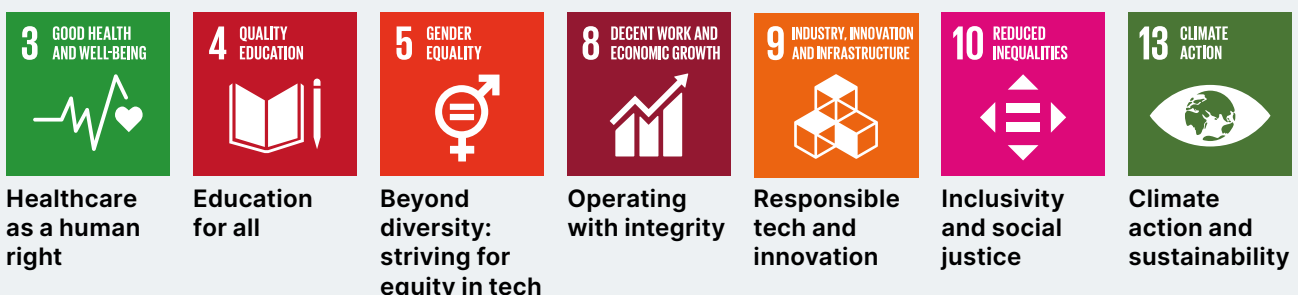 3 GOOD HEALTH
AND WELL-BEING
Healthcare
as a human
right
4 QUALITY
EDUCATION
Education
for all
5 GENDER
EQUALITY
Beyond
diversity:
striving for
equity in tech
8 DECENT WORK AND
ECONOMIC GROWTH
Operating
with integrity
9 INDUSTRY, INNOVATION
AND INFRASTRUCTURE
Responsible
tech and
innovation
10 REDUCED
INEQUALITIES
Inclusivity
and social
justice
13 CLIMATE
ACTION
Climate
action and
sustainability